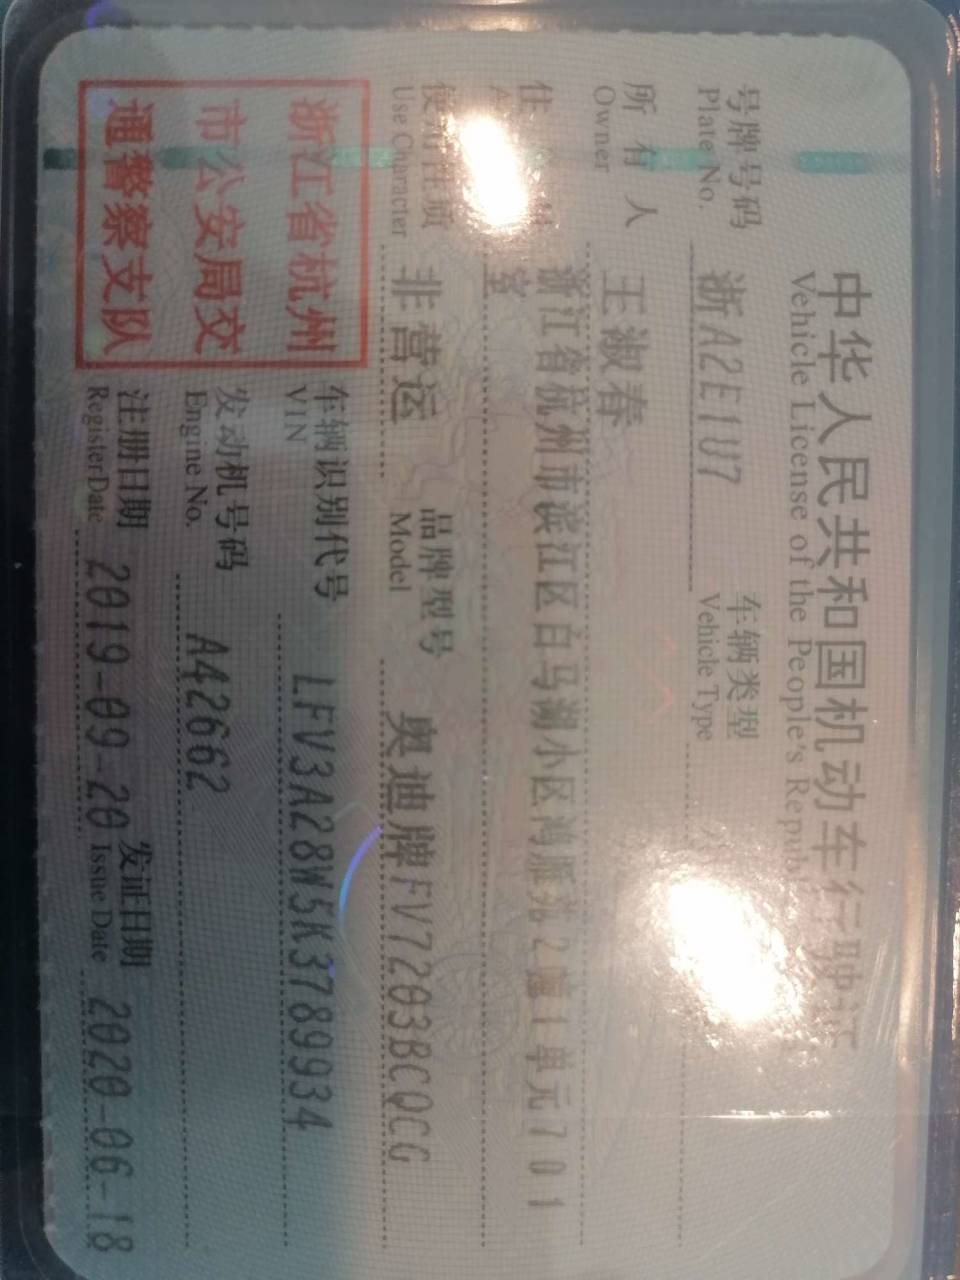 中华人民共和国机动车行驶证
Vehicle License of the People's Repub
号牌号码 浙A2E1U7 车辆类型
Plate No. Vehicle Type
所有人 王淑春
Owner
住 浙江省杭州市滨江区白马湖小区鸿雁苑2幢1单元701
室
使用性质 非营运 品牌型号 奥迪牌FV7203BCQCG
Use Character Model
浙江省杭州
市公安局交
通警察支队
车辆识别代号 LFV3A28W5K3789934
VIN
发动机号码 A42662
Engine No.
注册日期 2019-09-20 发证日期 2020-06-18
Register Date Issue Date